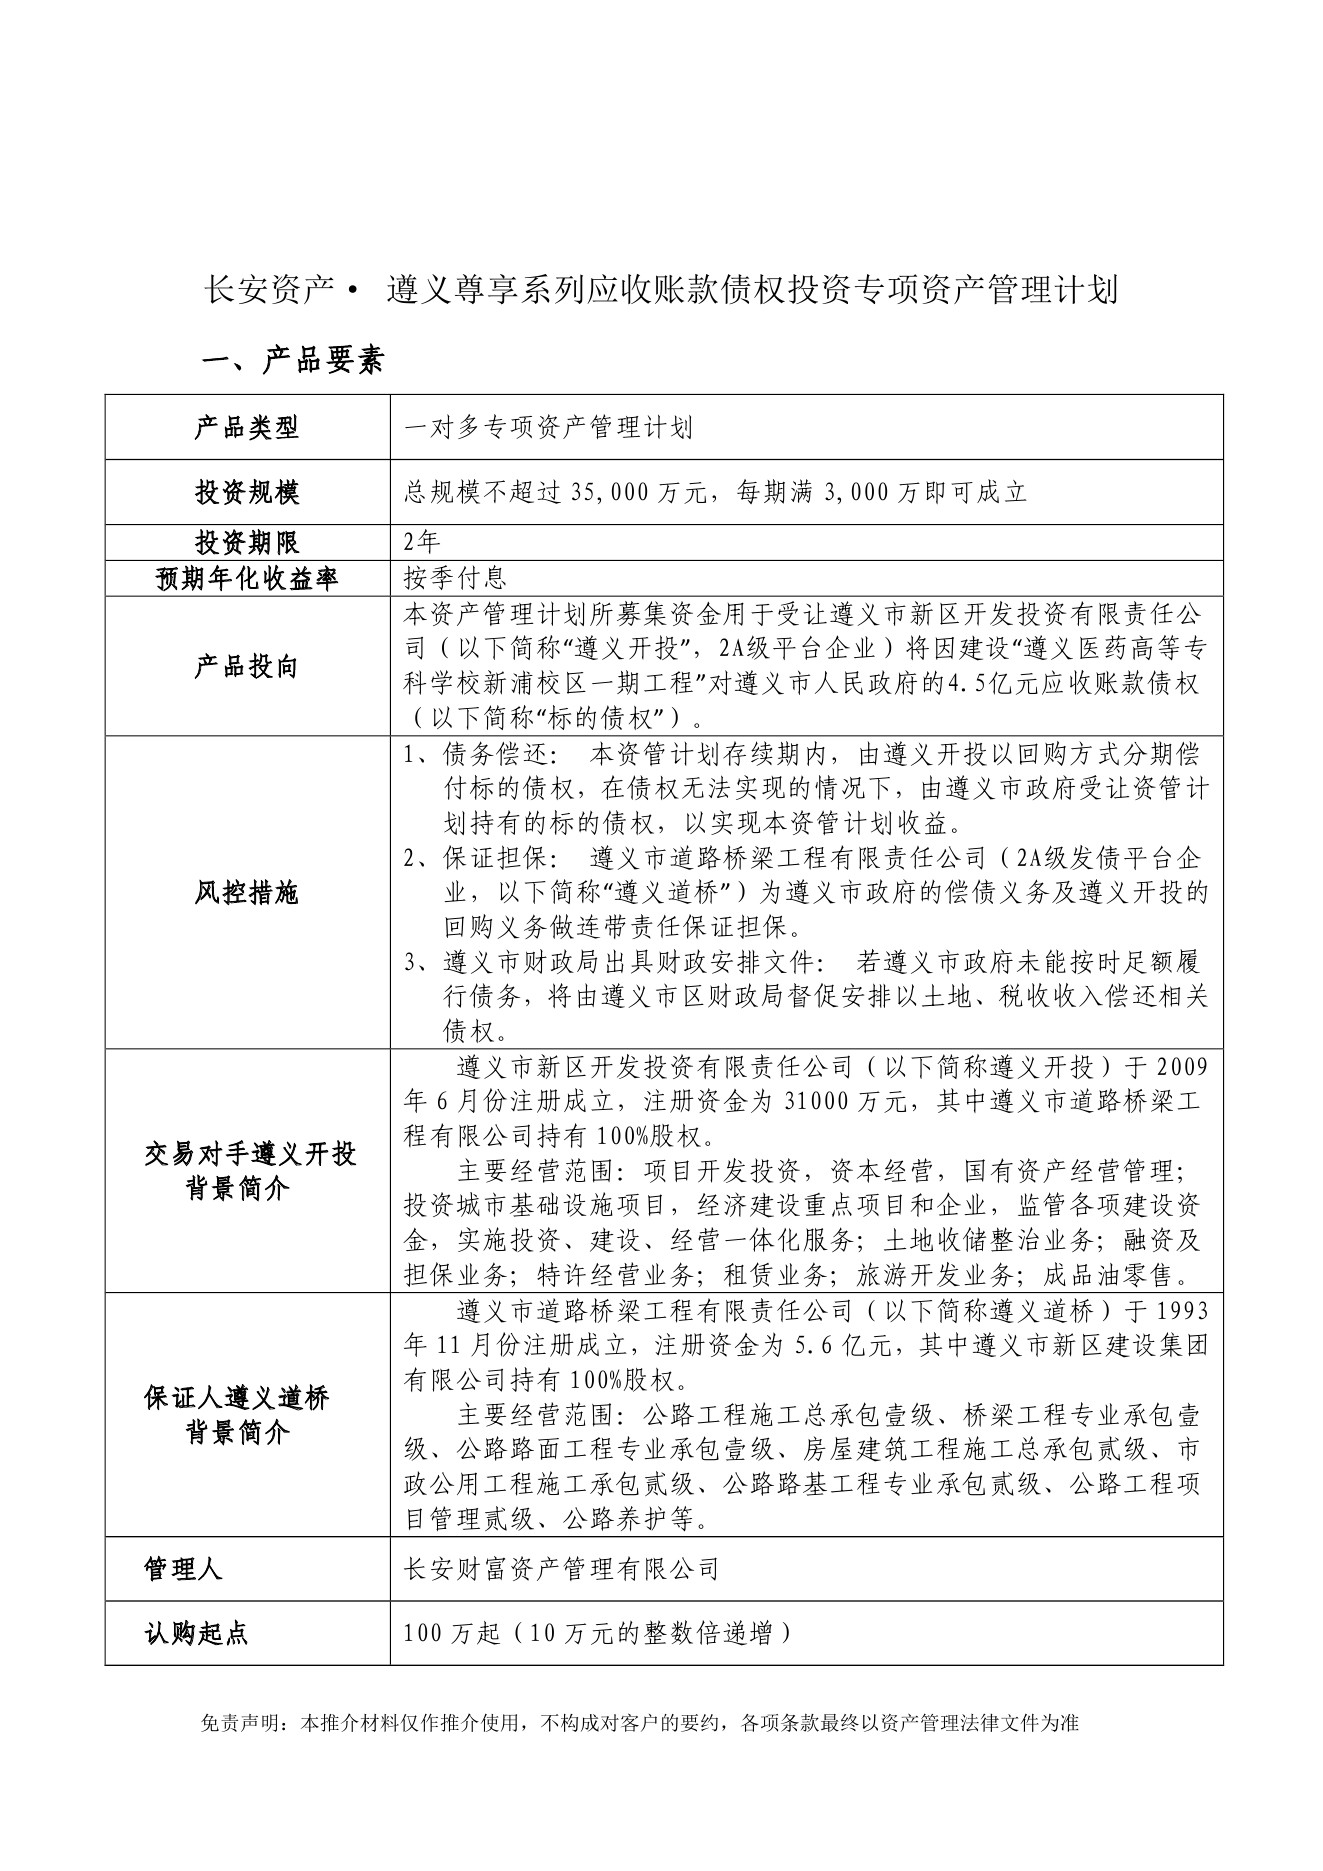 长安资产· 遵义尊享系列应收账款债权投资专项资产管理计划
一、产品要素
产品类型
一对多专项资产管理计划
投资规模
总规模不超过 35,000 万元，每期满 3,000 万即可成立
投资期限
2年
预期年化收益率
按季付息
产品投向
本资产管理计划所募集资金用于受让遵义市新区开发投资有限责任公
司（以下简称“遵义开投”，2A级平台企业）将因建设“遵义医药高等专
科学校新浦校区一期工程”对遵义市人民政府的4.5亿元应收账款债权
（以下简称“标的债权”）。
风控措施
1、债务偿还： 本资管计划存续期内，由遵义开投以回购方式分期偿
付标的债权，在债权无法实现的情况下，由遵义市政府受让资管计
划持有的标的债权，以实现本资管计划收益。
2、保证担保： 遵义市道路桥梁工程有限责任公司（2A级发债平台企
业，以下简称“遵义道桥”）为遵义市政府的偿债义务及遵义开投的
回购义务做连带责任保证担保。
3、遵义市财政局出具财政安排文件： 若遵义市政府未能按时足额履
行债务，将由遵义市区财政局督促安排以土地、税收收入偿还相关
债权。
交易对手遵义开投
背景简介
遵义市新区开发投资有限责任公司（以下简称遵义开投）于 2009
年 6 月份注册成立，注册资金为 31000 万元，其中遵义市道路桥梁工
程有限公司持有 100%股权。
主要经营范围：项目开发投资，资本经营，国有资产经营管理；
投资城市基础设施项目，经济建设重点项目和企业，监管各项建设资
金，实施投资、建设、经营一体化服务；土地收储整治业务；融资及
担保业务；特许经营业务；租赁业务；旅游开发业务；成品油零售。
保证人遵义道桥
背景简介
遵义市道路桥梁工程有限责任公司（以下简称遵义道桥）于 1993
年 11 月份注册成立，注册资金为 5.6 亿元，其中遵义市新区建设集团
有限公司持有 100%股权。
主要经营范围：公路工程施工总承包壹级、桥梁工程专业承包壹
级、公路路面工程专业承包壹级、房屋建筑工程施工总承包贰级、市
政公用工程施工承包贰级、公路路基工程专业承包贰级、公路工程项
目管理贰级、公路养护等。
管理人
长安财富资产管理有限公司
认购起点
100 万起（10 万元的整数倍递增）
免责声明：本推介材料仅作推介使用，不构成对客户的要约，各项条款最终以资产管理法律文件为准